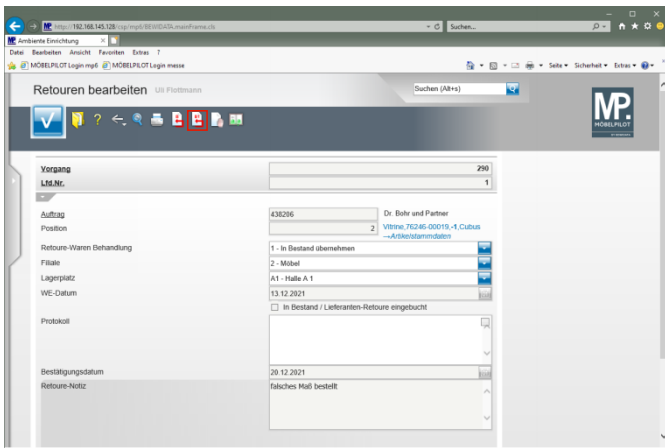 http://192.168.145.128/csp/mp6/BEWIDATA.mainFrame.cls
Suchen...
Ambiente Einrichtung
Datei Bearbeiten Ansicht Favoriten Extras ?
MÖBELPILOT Login mp6 MÖBELPILOT Login messe
Seite Sicherheit Extras
Retouren bearbeiten Uli Flottmann
Suchen (Alt+s)
MP.
MÖBELPILOT
Vorgang 290
Lfd.Nr. 1
Auftrag 438206 Dr. Bohr und Partner
Position 2 Vitrine,76246-00019,-1,Cubus
→Artikelstammdaten
Retoure-Waren Behandlung 1 - In Bestand übernehmen
Filiale 2 - Möbel
Lagerplatz A1 - Halle A 1
WE-Datum 13.12.2021
In Bestand / Lieferanten-Retoure eingebucht
Protokoll
Bestätigungsdatum 20.12.2021
Retoure-Notiz falsches Maß bestellt